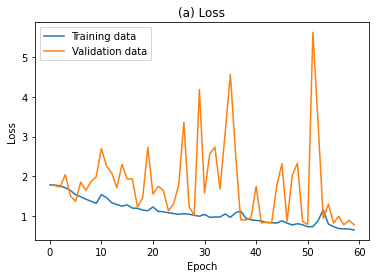 (a) Loss
Training data
Validation data
Loss
5
4
3
2
1
0 10 20 30 40 50 60
Epoch